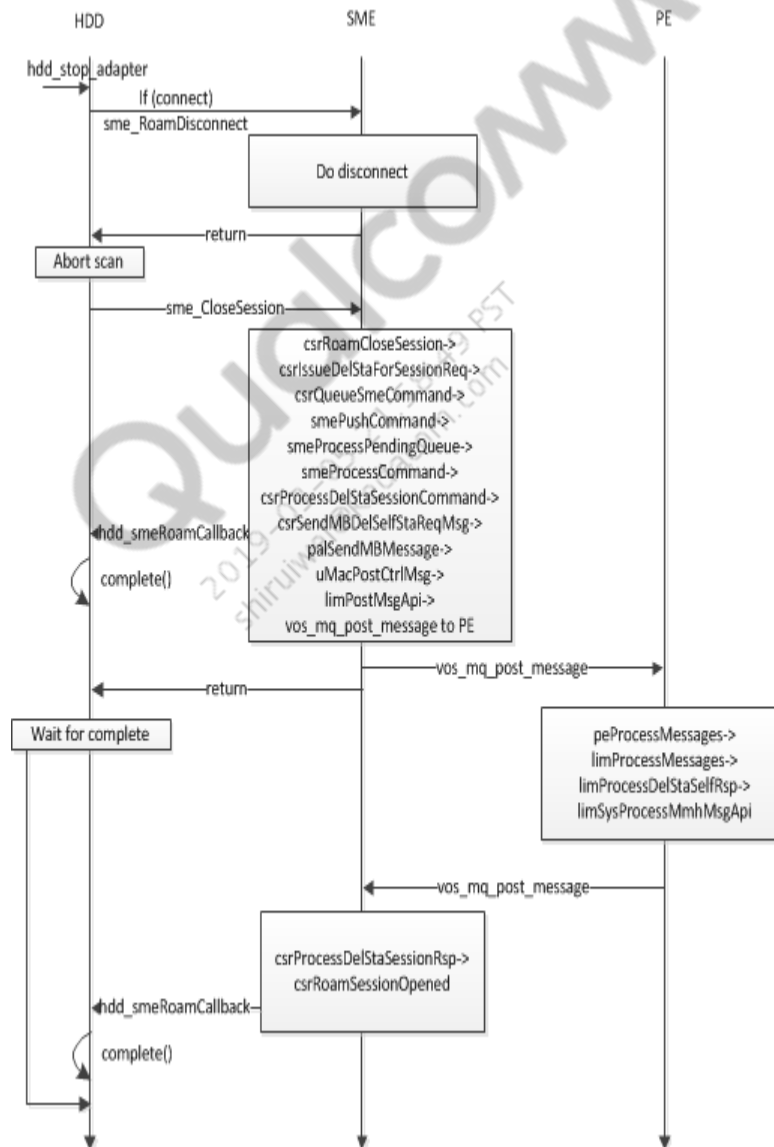 HDD
SME
PE
hdd_stop_adapter
If (connect)
sme_RoamDisconnect
Do disconnect
return
Abort scan
sme_CloseSession
csrRoamCloseSession->
csrIssueDelStaForSessionReq->
csrQueueSmeCommand->
smePushCommand->
smeProcessPendingQueue->
smeProcessCommand->
csrProcessDelStaSessionCommand->
hdd_smeRoamCallback
csrSendMBDelSelfStaReqMsg->
palSendMBMessage->
complete()
uMacPostCtrlMsg->
limPostMsgApi->
vos_mq_post_message to PE
vos_mq_post_message
return
Wait for complete
peProcessMessages->
limProcessMessages->
limProcessDelStaSelfRsp->
limSysProcessMmhMsgApi
vos_mq_post_message
csrProcessDelStaSessionRsp->
csrRoamSessionOpened
hdd_smeRoamCallback
complete()
Qualcomm